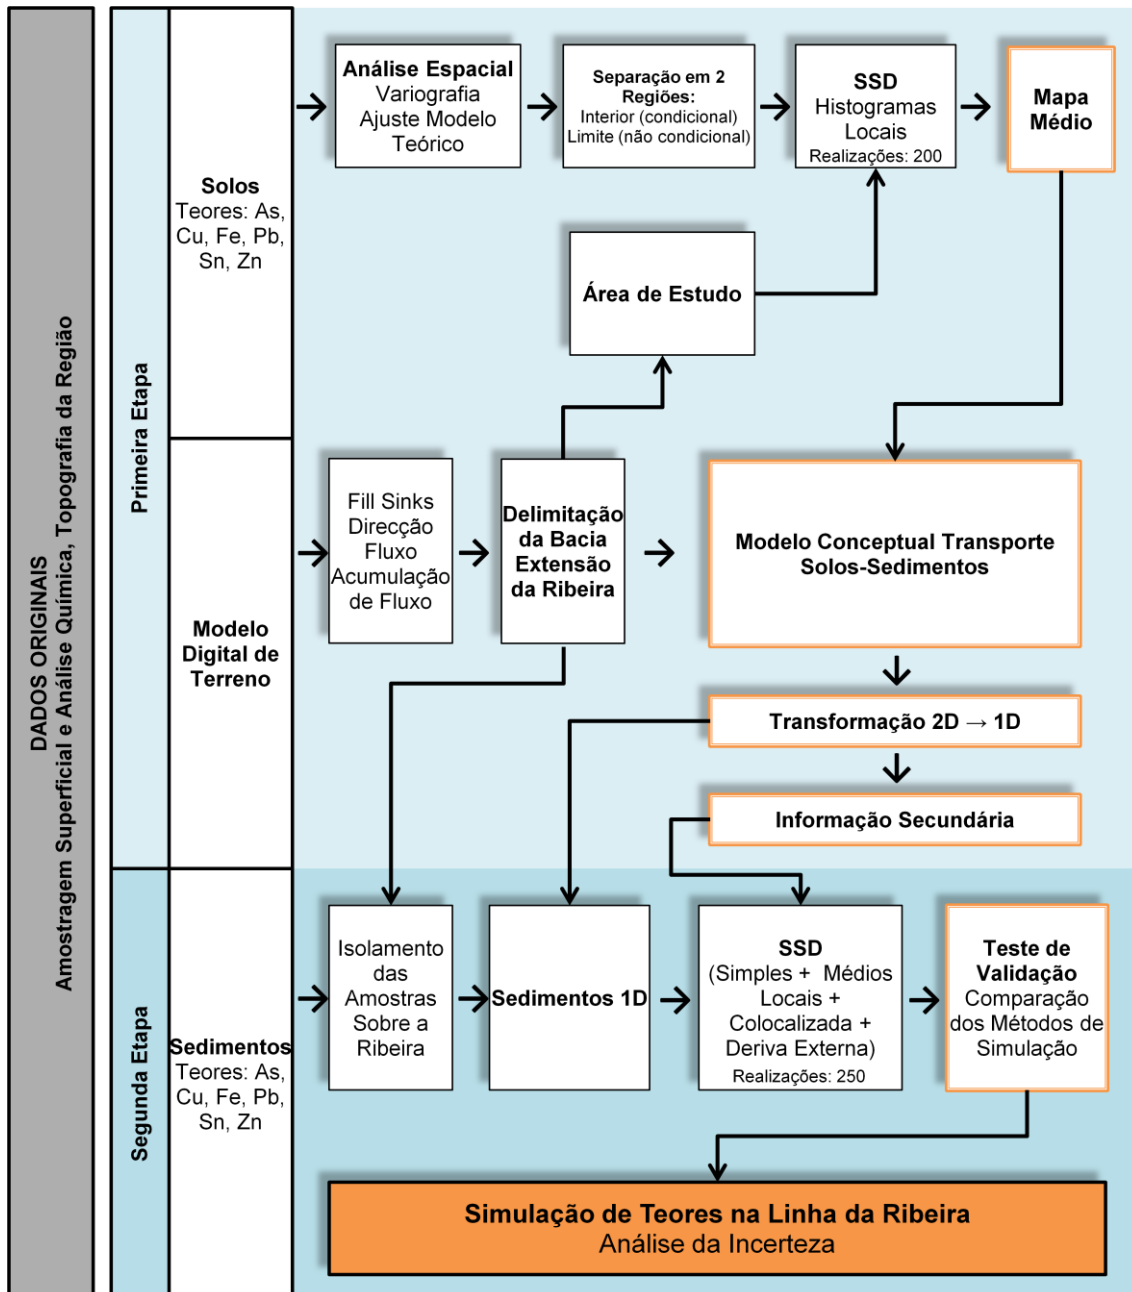 DADOS ORIGINAIS
Amostragem Superficial e Análise Química, Topografia da Região
Primeira Etapa
Solos
Teores: As,
Cu, Fe, Pb,
Sn, Zn
Análise Espacial
Variografia
Ajuste Modelo
Teórico
Separação em 2
Regiões:
Interior (condicional)
Limite (não condicional)
SSD
Histogramas
Locais
Realizações: 200
Mapa
Médio
Área de Estudo
Modelo
Digital de
Terreno
Fill Sinks
Direcção
Fluxo
Acumulação
de Fluxo
Delimitação
da Bacia
Extensão
da Ribeira
Modelo Conceptual Transporte
Solos-Sedimentos
Transformação 2D → 1D
Informação Secundária
Segunda Etapa
Sedimentos
Teores: As,
Cu, Fe, Pb,
Sn, Zn
Isolamento
das
Amostras
Sobre a
Ribeira
Sedimentos 1D
SSD
(Simples + Médios
Locais +
Colocalizada +
Deriva Externa)
Realizações: 250
Teste de
Validação
Comparação
dos Métodos de
Simulação
Simulação de Teores na Linha da Ribeira
Análise da Incerteza